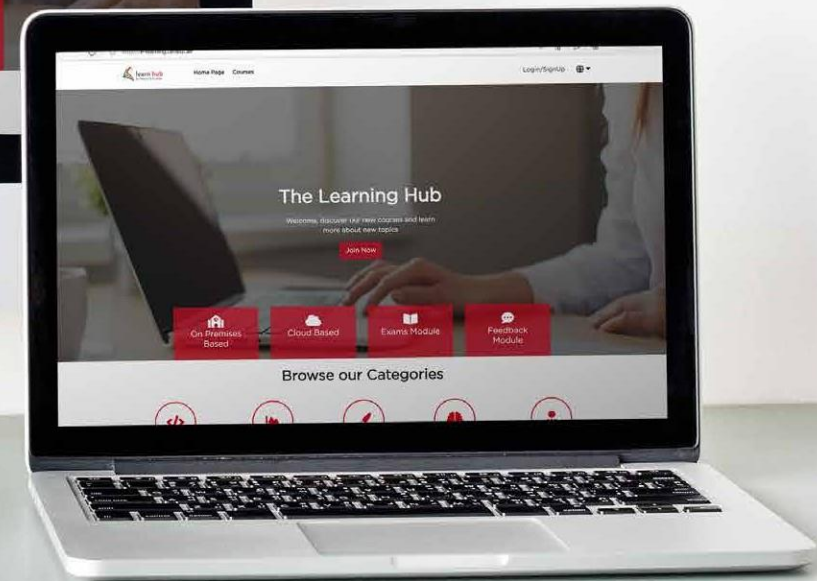 learn hub
Home Page Courses
Login/SignUp
The Learning Hub
Welcome, discover our new courses and learn
more about new topics
Join Now
On Premises
Based
Cloud Based
Exams Module
Feedback
Module
Browse our Categories